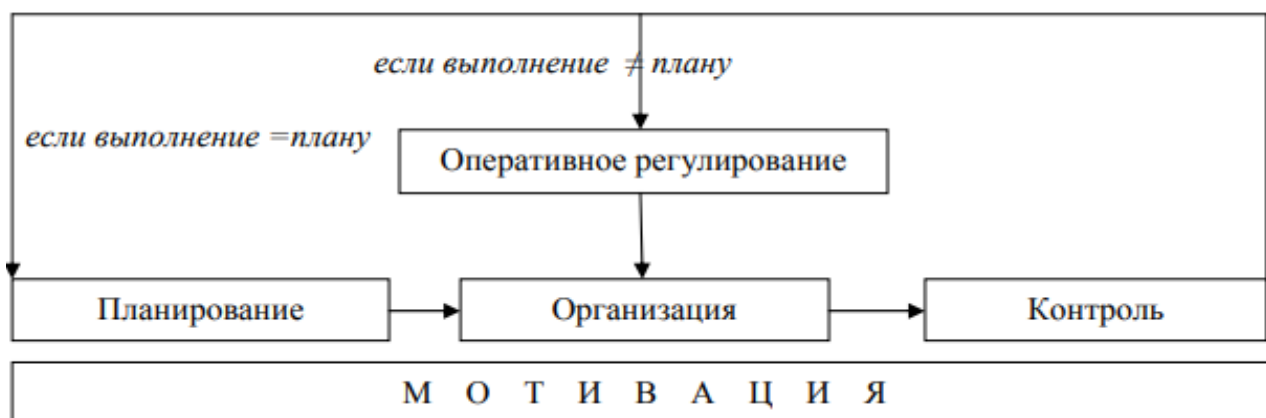 если выполнение ≠ плану
если выполнение =плану
Оперативное регулирование
Планирование
Организация
Контроль
М О Т И В А Ц И Я